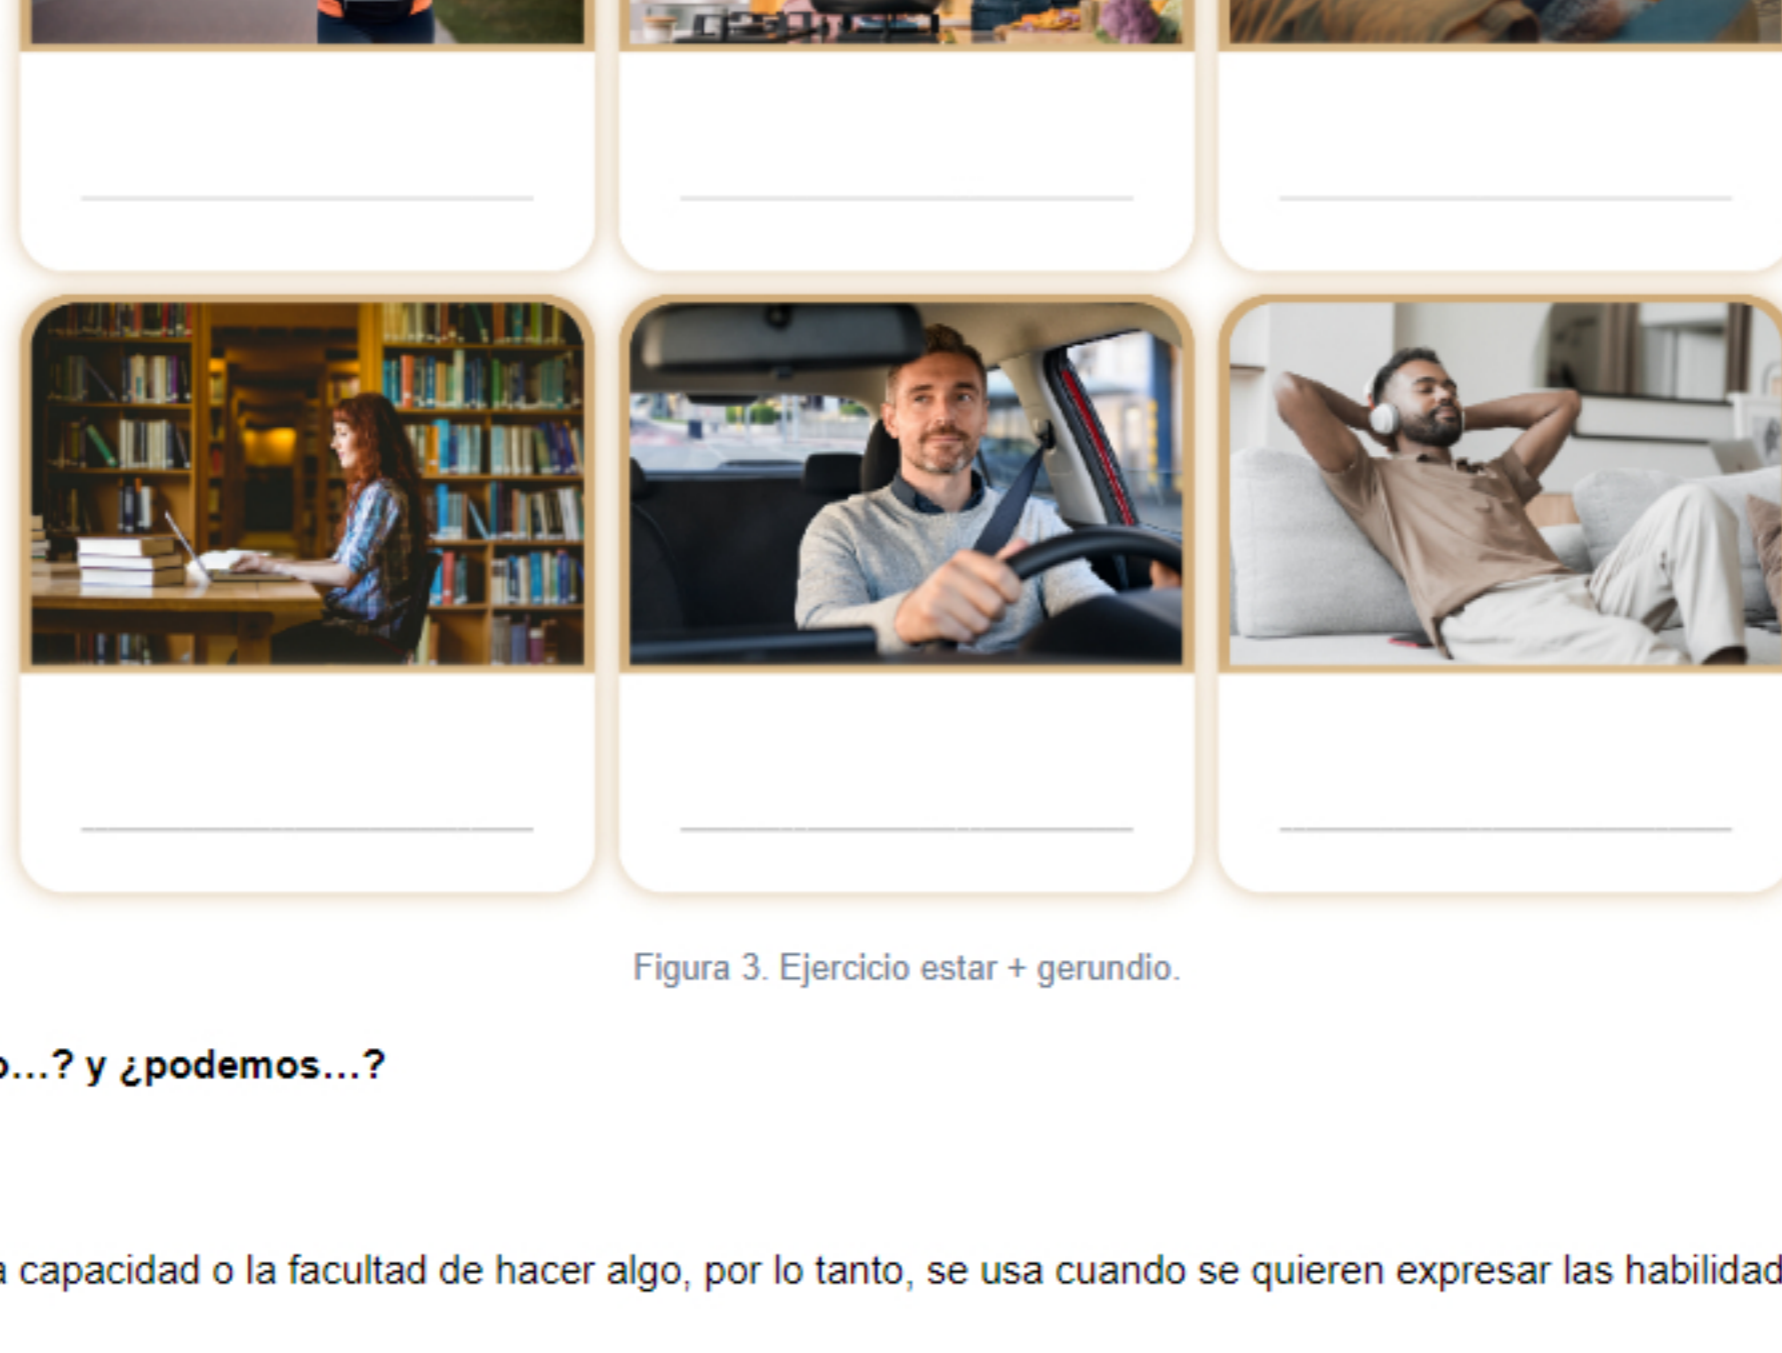 Figura 3. Ejercicio estar + gerundio.
...? y ¿podemos...?
capacidad o la facultad de hacer algo, por lo tanto, se usa cuando se quieren expresar las